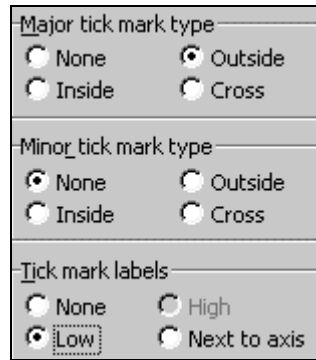 Major tick mark type
None Outside
Inside Cross
Minor tick mark type
None Outside
Inside Cross
Tick mark labels
None High
Low Next to axis